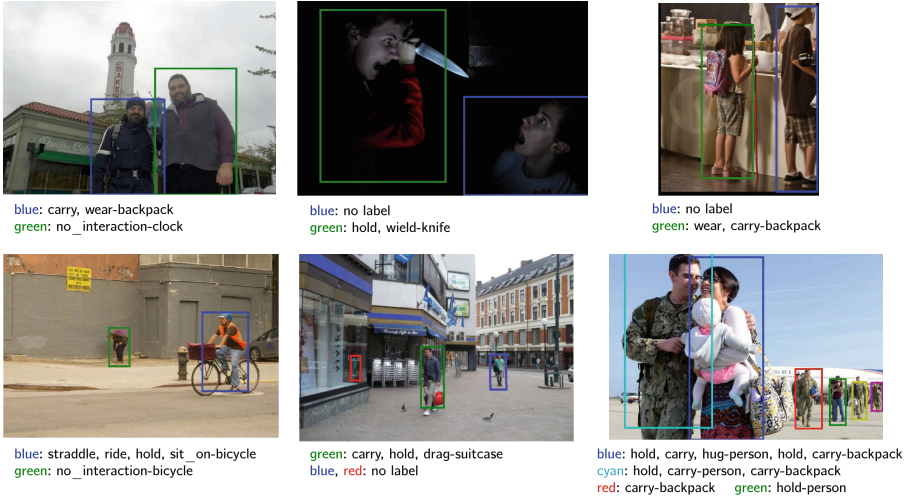 BAKER
blue: carry, wear-backpack
green: no_interaction-clock
blue: no label
green: hold, wield-knife
blue: no label
green: wear, carry-backpack
blue: straddle, ride, hold, sit_on-bicycle
green: no_interaction-bicycle
green: carry, hold, drag-suitcase
blue, red: no label
blue: hold, carry, hug-person, hold, carry-backpack
cyan: hold, carry-person, carry-backpack
red: carry-backpack green: hold-person